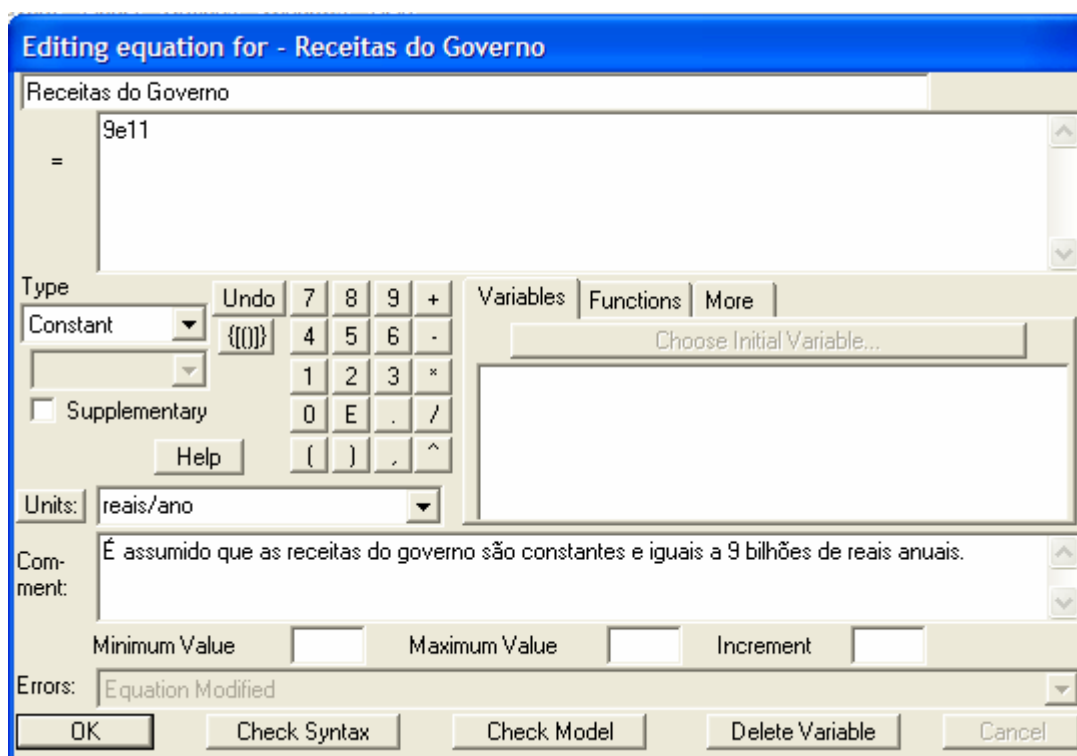 Editing equation for - Receitas do Governo
Receitas do Governo
=
9e11
Type
Constant
Supplementary
Help
Undo 7 8 9 +
{[()]} 4 5 6 -
1 2 3 *
0 E . /
( ) , ^
Variables Functions More
Choose Initial Variable...
Units: reais/ano
Com-
ment:
É assumido que as receitas do governo são constantes e iguais a 9 bilhões de reais anuais.
Minimum Value Maximum Value Increment
Errors: Equation Modified
OK Check Syntax Check Model Delete Variable Cancel